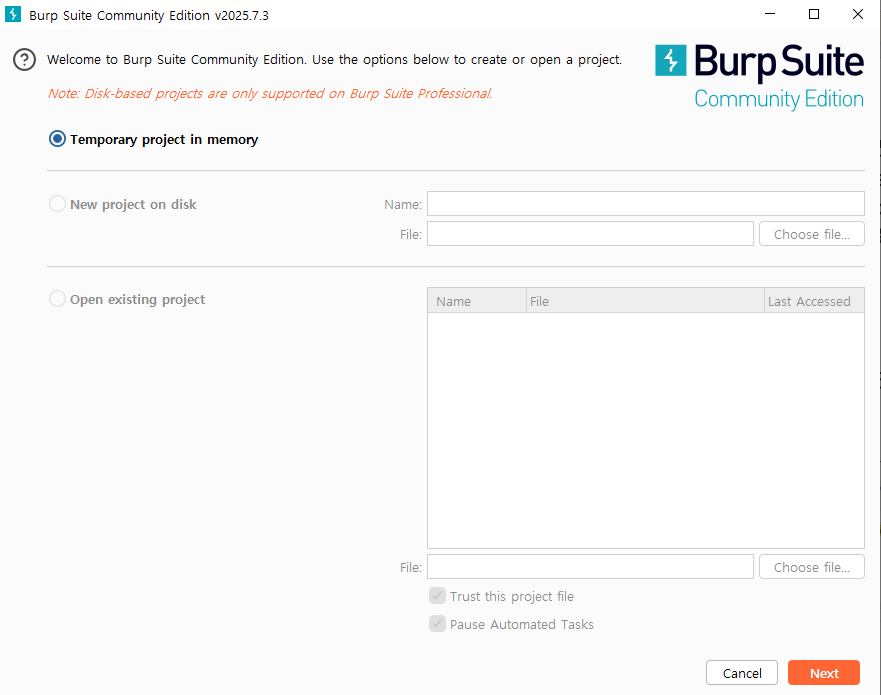 Burp Suite Community Edition v2025.7.3
Welcome to Burp Suite Community Edition. Use the options below to create or open a project.
Note: Disk-based projects are only supported on Burp Suite Professional.
Burp Suite
Community Edition
Temporary project in memory
New project on disk
Name:
File:
Choose file...
Open existing project
Name File Last Accessed
File:
Choose file...
Trust this project file
Pause Automated Tasks
Cancel
Next